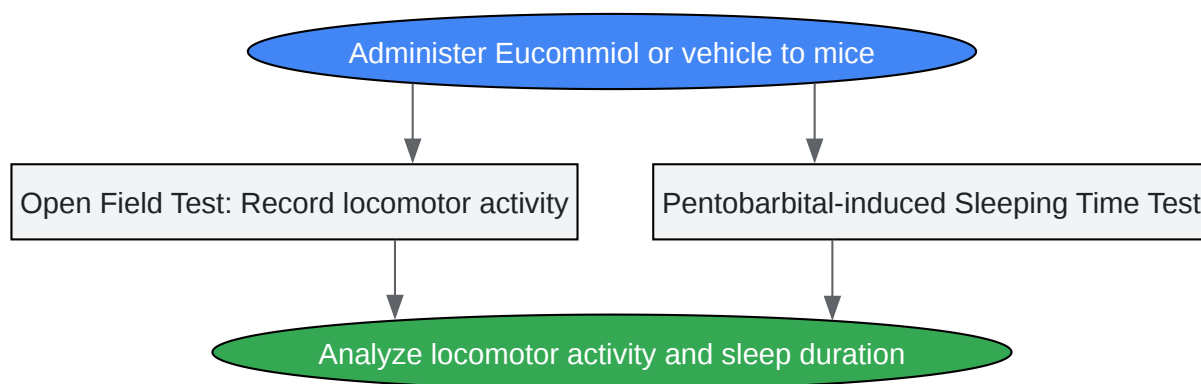 Administer Eucommiol or vehicle to mice
Open Field Test: Record locomotor activity
Pentobarbital-induced Sleeping Time Test
Analyze locomotor activity and sleep duration